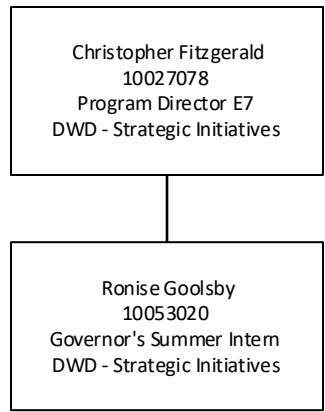 Christopher Fitzgerald
10027078
Program Director E7
DWD - Strategic Initiatives
Ronise Goolsby
10053020
Governor's Summer Intern
DWD - Strategic Initiatives